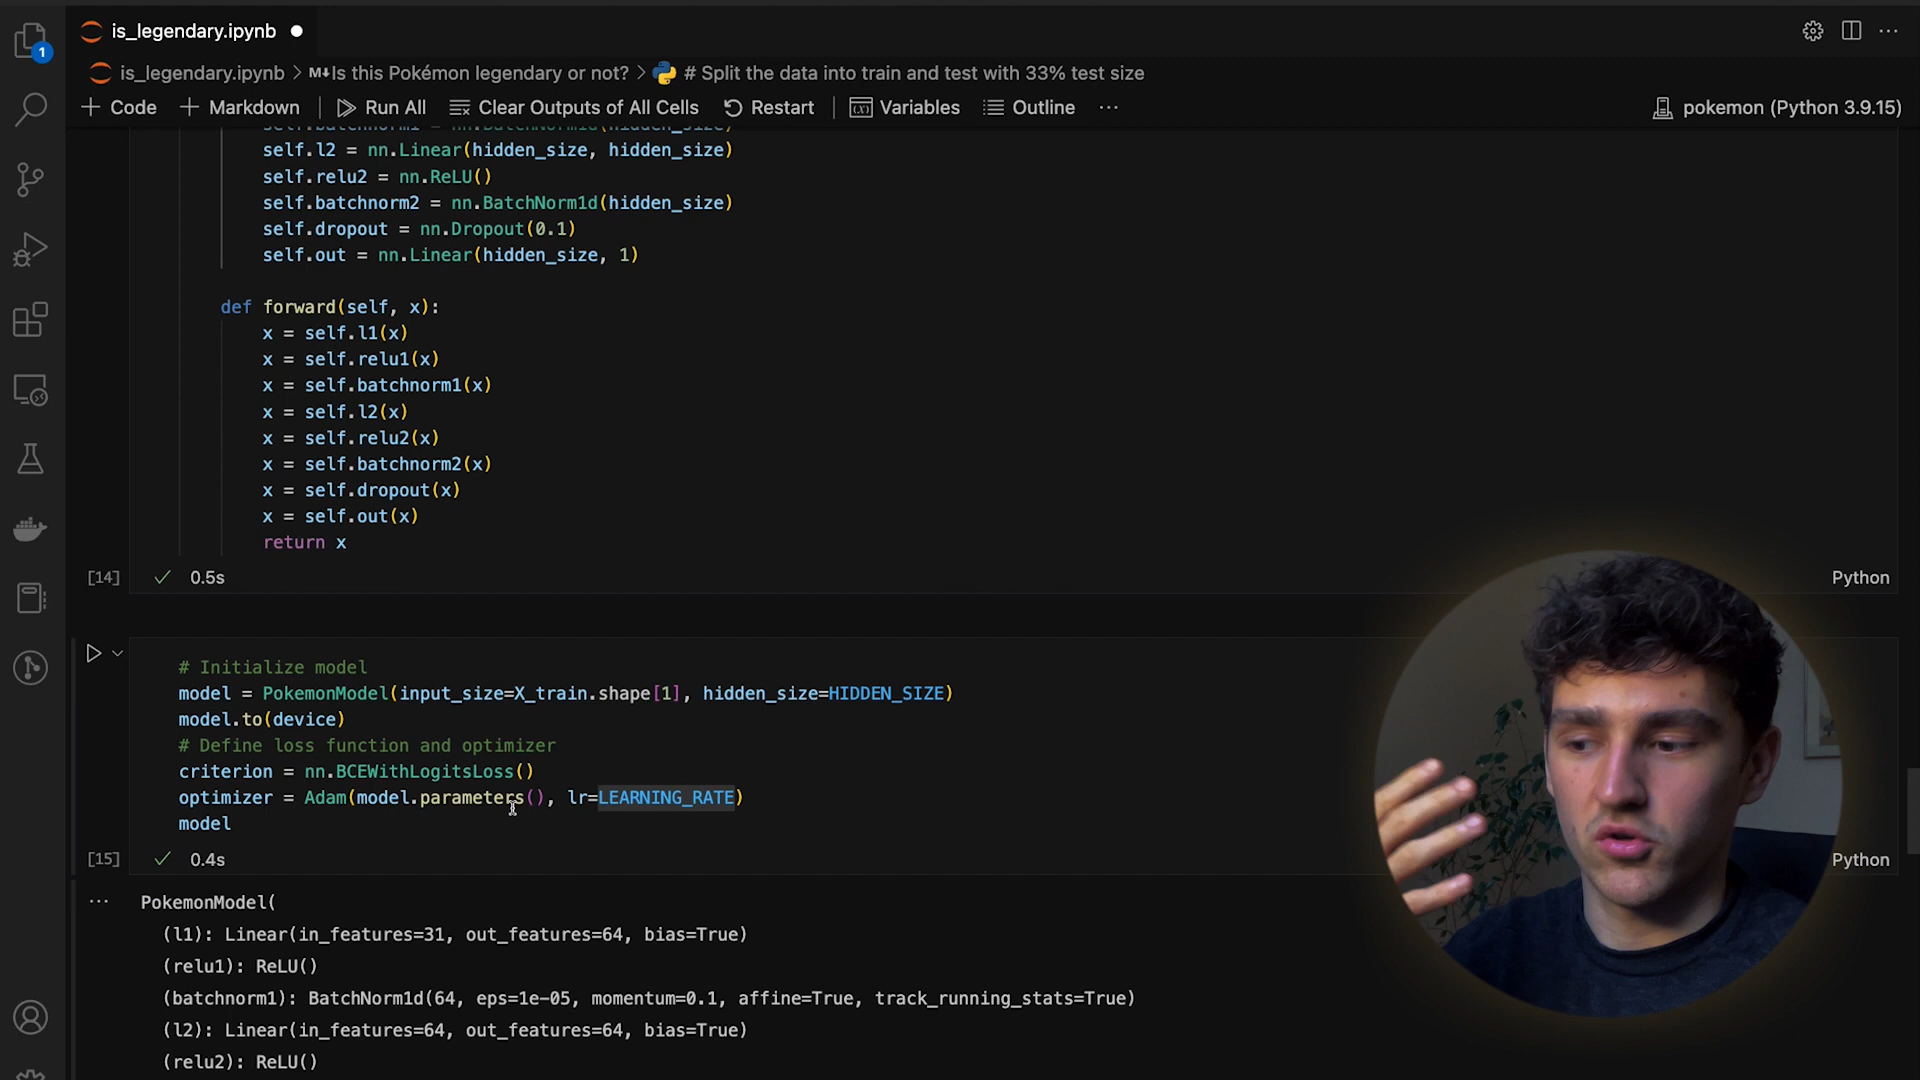 is_legendary.ipynb
1
is_legendary.ipynb > M↓Is this Pokémon legendary or not? > # Split the data into train and test with 33% test size
+ Code + Markdown | Run All Clear Outputs of All Cells Restart | Variables Outline ...
pokemon (Python 3.9.15)
self.batchnorm1 = nn.BatchNorm1d(hidden_size)
self.l2 = nn.Linear(hidden_size, hidden_size)
self.relu2 = nn.ReLU()
self.batchnorm2 = nn.BatchNorm1d(hidden_size)
self.dropout = nn.Dropout(0.1)
self.out = nn.Linear(hidden_size, 1)
def forward(self, x):
x = self.l1(x)
x = self.relu1(x)
x = self.batchnorm1(x)
x = self.l2(x)
x = self.relu2(x)
x = self.batchnorm2(x)
x = self.dropout(x)
x = self.out(x)
return x
[14] ✓ 0.5s Python
# Initialize model
model = PokemonModel(input_size=X_train.shape[1], hidden_size=HIDDEN_SIZE)
model.to(device)
# Define loss function and optimizer
criterion = nn.BCEWithLogitsLoss()
optimizer = Adam(model.parameters(), lr=LEARNING_RATE)
model
[15] ✓ 0.4s Python
... PokemonModel(
(l1): Linear(in_features=31, out_features=64, bias=True)
(relu1): ReLU()
(batchnorm1): BatchNorm1d(64, eps=1e-05, momentum=0.1, affine=True, track_running_stats=True)
(l2): Linear(in_features=64, out_features=64, bias=True)
(relu2): ReLU()